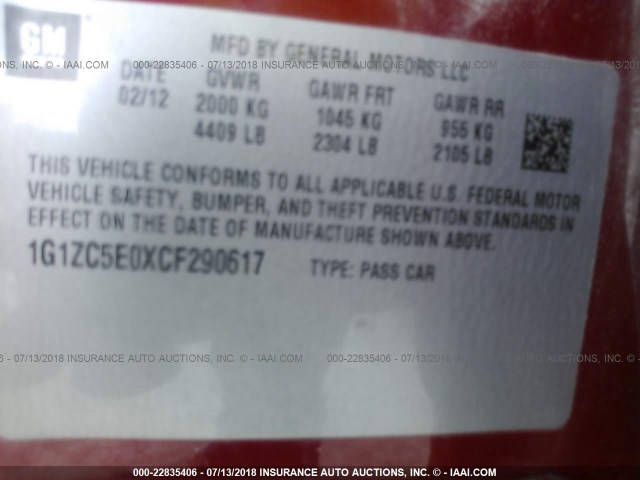 GM
MFD BY GENERAL MOTORS LLC
DATE GVWR GAWR FRT GAWR RR
02/12 2000 KG 1045 KG 955 KG
4409 LB 2304 LB 2105 LB
THIS VEHICLE CONFORMS TO ALL APPLICABLE U.S. FEDERAL MOTOR
VEHICLE SAFETY, BUMPER, AND THEFT PREVENTION STANDARDS IN
EFFECT ON THE DATE OF MANUFACTURE SHOWN ABOVE.
1G1ZC5E0XCF290617 TYPE: PASS CAR
000-22835406 - 07/13/2018 INSURANCE AUTO AUCTIONS, INC. - IAAI.COM